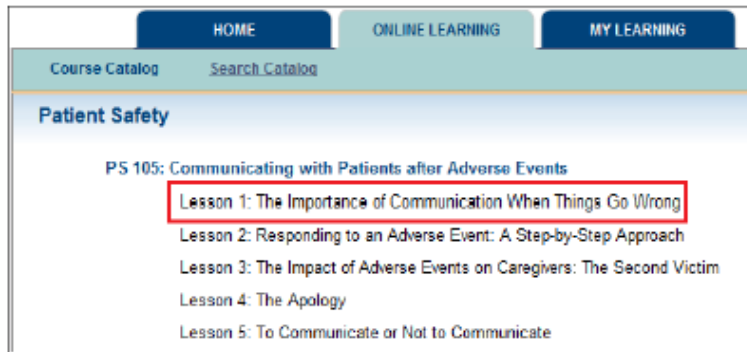 HOME ONLINE LEARNING MY LEARNING
Course Catalog Search Catalog
Patient Safety
PS 105: Communicating with Patients after Adverse Events
Lesson 1: The Importance of Communication When Things Go Wrong
Lesson 2: Responding to an Adverse Event: A Step-by-Step Approach
Lesson 3: The Impact of Adverse Events on Caregivers: The Second Victim
Lesson 4: The Apology
Lesson 5: To Communicate or Not to Communicate